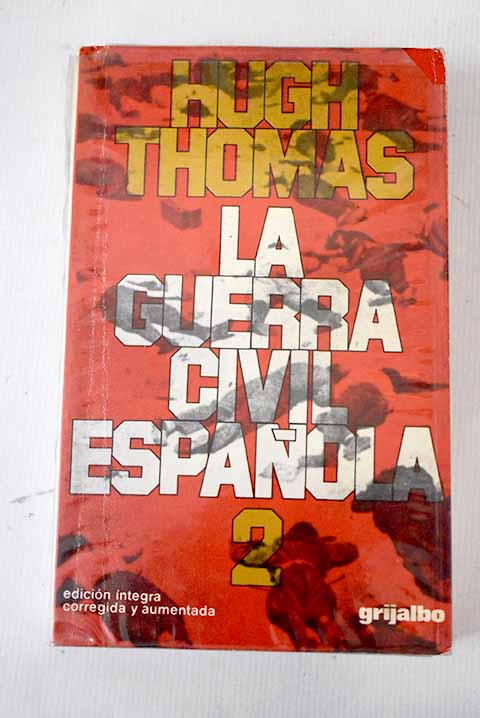 HUGH
THOMAS
LA
GUERRA
CIVIL
ESPAÑOLA
2
edición íntegra
corregida y aumentada
grijalbo